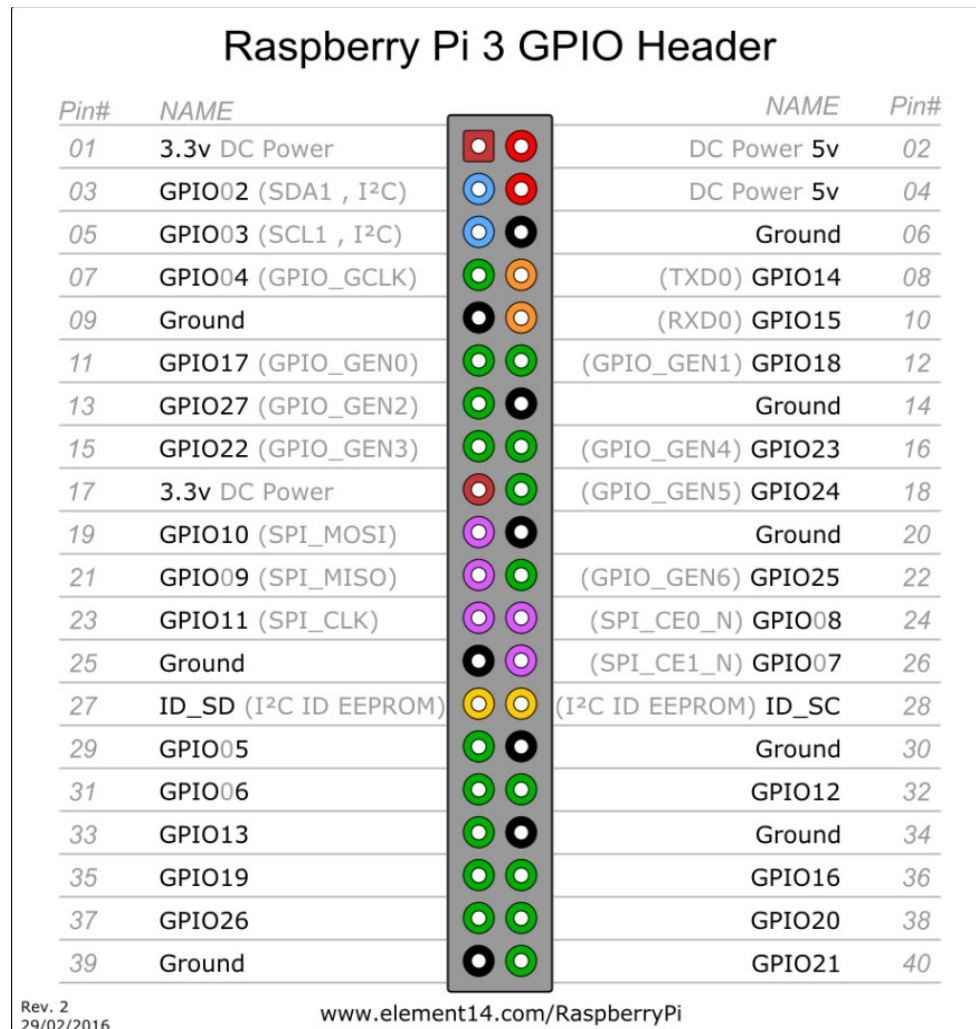 Raspberry Pi 3 GPIO Header
Pin# NAME NAME Pin#
01 3.3v DC Power DC Power 5v 02
03 GPIO02 (SDA1 , I²C) DC Power 5v 04
05 GPIO03 (SCL1 , I²C) Ground 06
07 GPIO04 (GPIO_GCLK) (TXD0) GPIO14 08
09 Ground (RXD0) GPIO15 10
11 GPIO17 (GPIO_GEN0) (GPIO_GEN1) GPIO18 12
13 GPIO27 (GPIO_GEN2) Ground 14
15 GPIO22 (GPIO_GEN3) (GPIO_GEN4) GPIO23 16
17 3.3v DC Power (GPIO_GEN5) GPIO24 18
19 GPIO10 (SPI_MOSI) Ground 20
21 GPIO09 (SPI_MISO) (GPIO_GEN6) GPIO25 22
23 GPIO11 (SPI_CLK) (SPI_CE0_N) GPIO08 24
25 Ground (SPI_CE1_N) GPIO07 26
27 ID_SD (I²C ID EEPROM) (I²C ID EEPROM) ID_SC 28
29 GPIO05 Ground 30
31 GPIO06 GPIO12 32
33 GPIO13 Ground 34
35 GPIO19 GPIO16 36
37 GPIO26 GPIO20 38
39 Ground GPIO21 40
Rev. 2
29/02/2016
www.element14.com/RaspberryPi